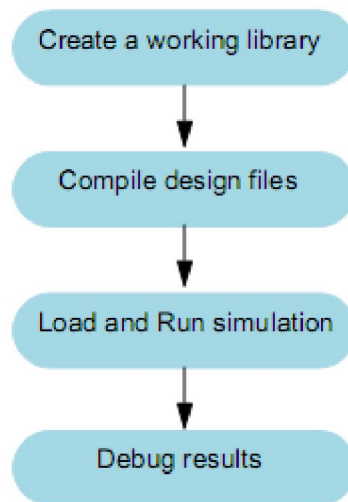 Create a working library
Compile design files
Load and Run simulation
Debug results